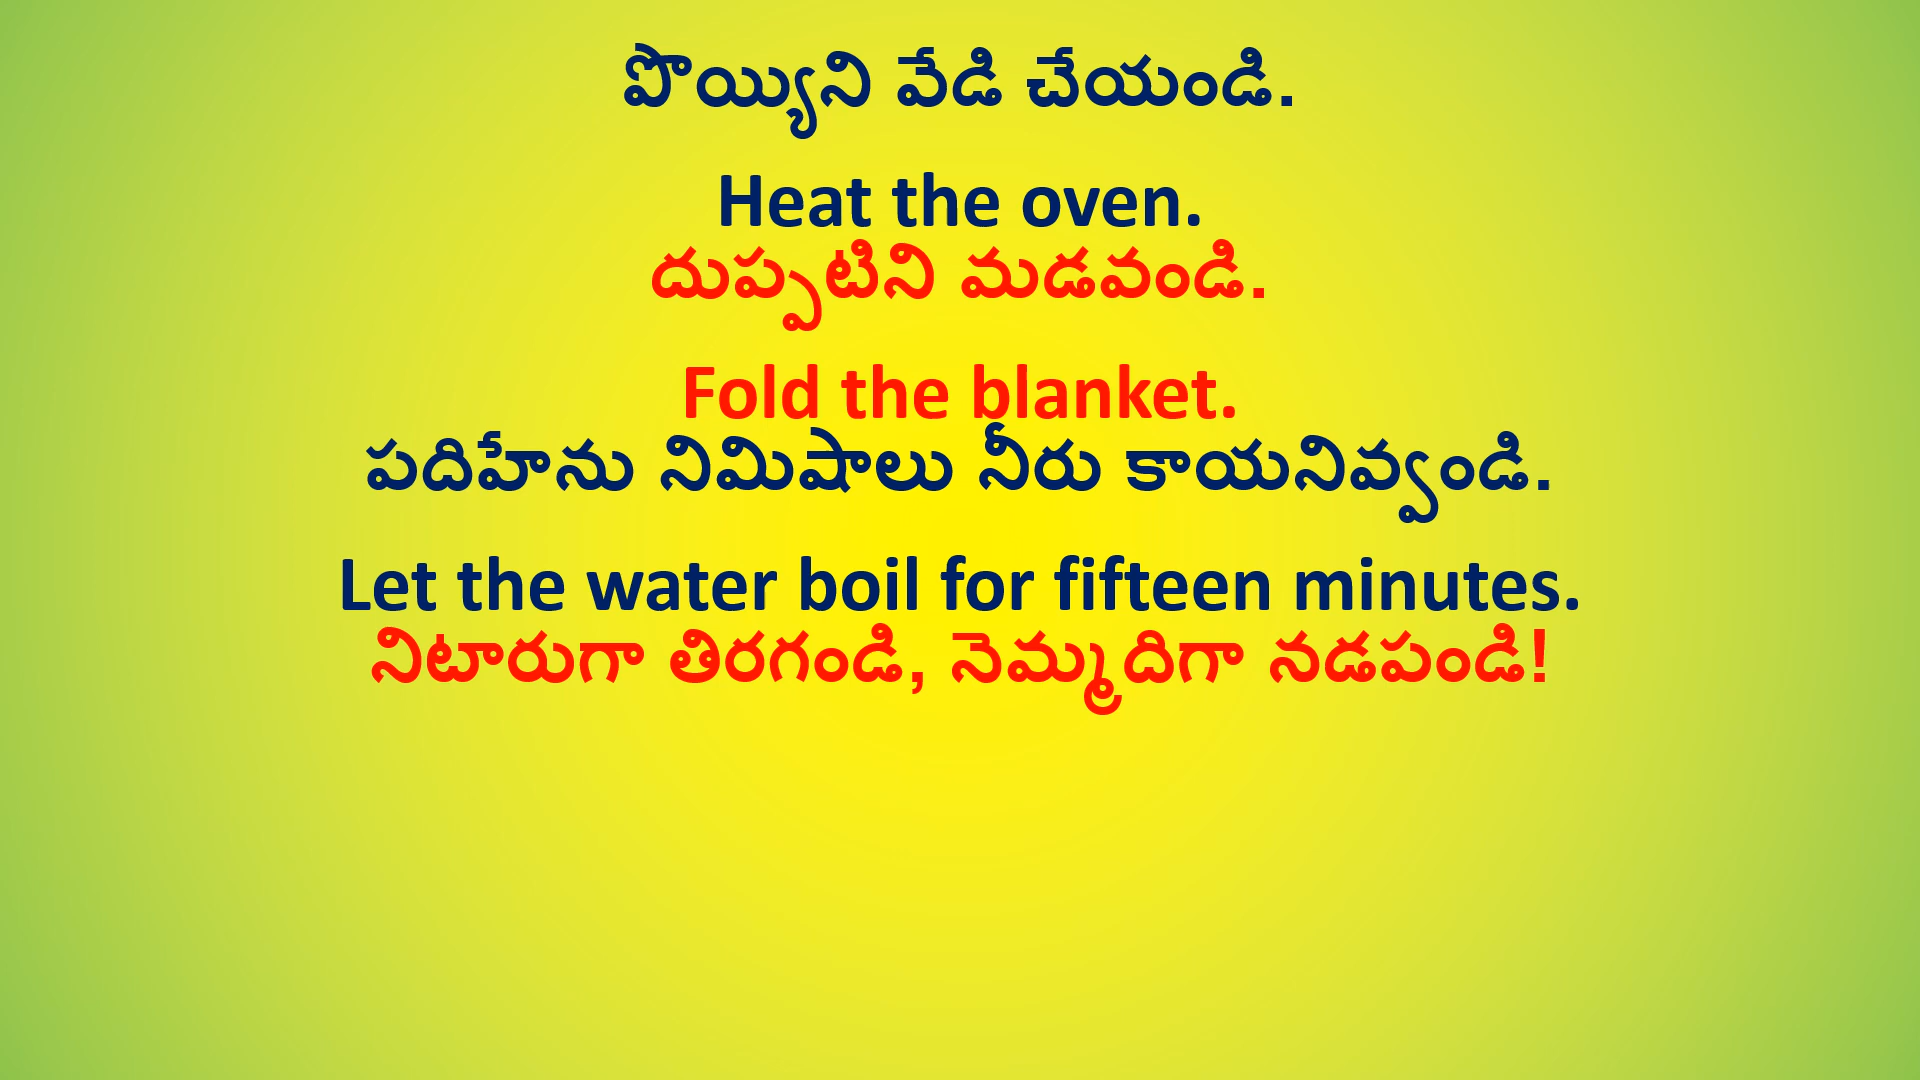 పొయ్యిని వేడి చేయండి.
Heat the oven.
దుప్పటిని మడవండి.
Fold the blanket.
పదిహేను నిమిషాలు నీరు కాయనివ్వండి.
Let the water boil for fifteen minutes.
నిటారుగా తిరగండి, నెమ్మదిగా నడపండి!